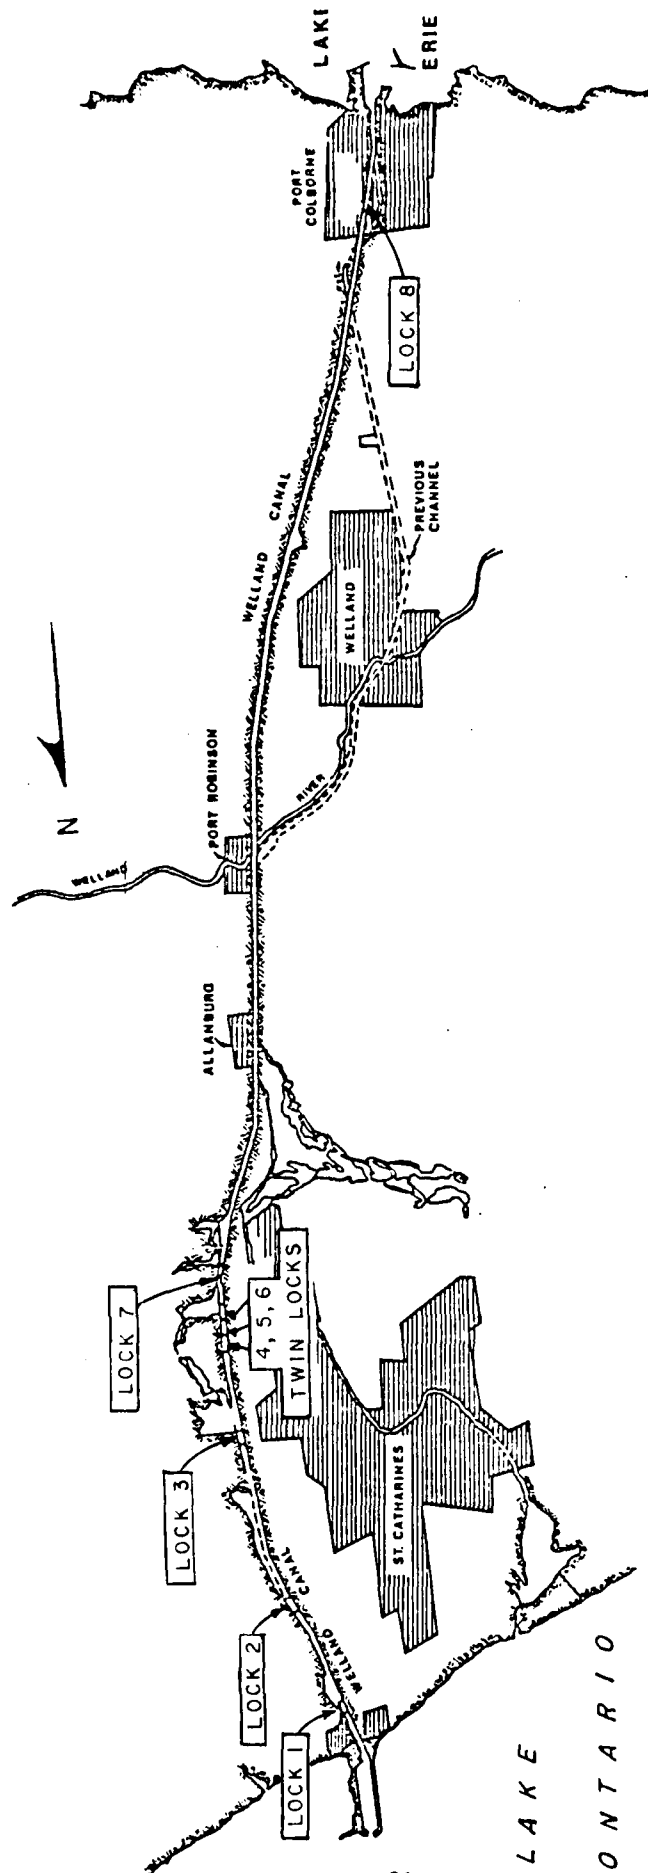 LAKE
ERIE
PORT
COLBORNE
LOCK 8
WELLAND CANAL
PREVIOUS
CHANNEL
WELLAND
N
PORT ROBINSON
RIVER
WELLAND
ALLANBURG
LOCK 7
4, 5, 6
TWIN LOCKS
LOCK 3
ST. CATHARINES
LOCK 2
WELLAND CANAL
LOCK 1
LAKE
ONTARIO